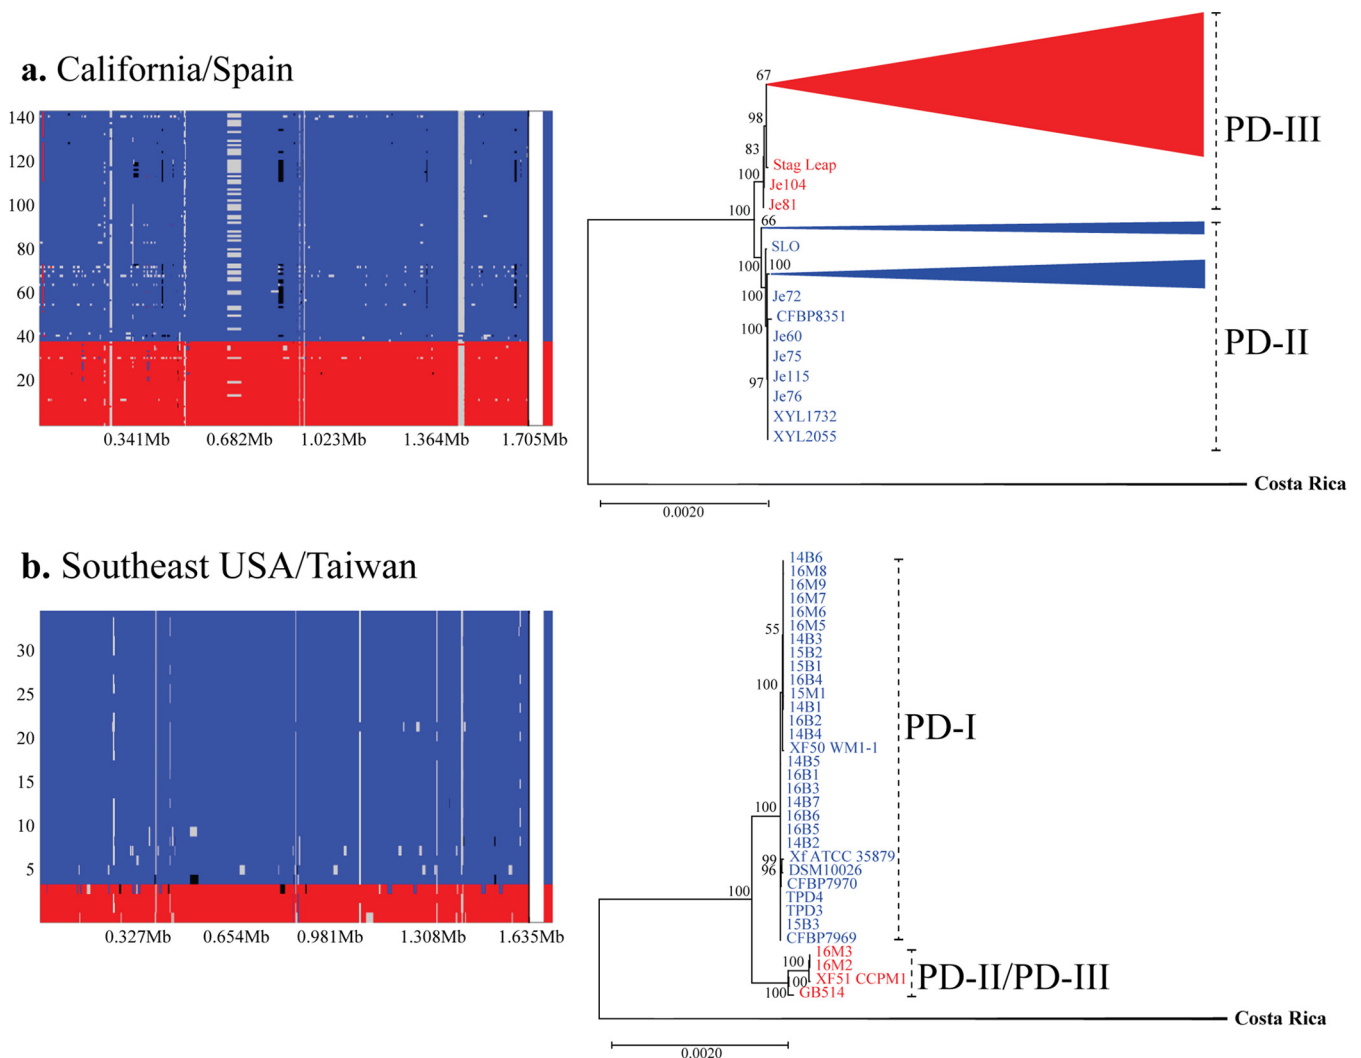 a. California/Spain
140
120
100
80
60
40
20
0.341Mb 0.682Mb 1.023Mb 1.364Mb 1.705Mb
67
98
83
Stag Leap
100
Je104
Je81
100
66
PD-III
SLO
100
100
Je72
100
CFBP8351
100
Je60
Je75
Je115
97
Je76
XYL1732
XYL2055
PD-II
Costa Rica
0.0020
b. Southeast USA/Taiwan
30
25
20
15
10
5
0.327Mb 0.654Mb 0.981Mb 1.308Mb 1.635Mb
14B6
16M8
16M9
16M7
16M6
55
16M5
14B3
15B2
15B1
16B4
100
15M1
14B1
16B2
14B4
XF50 WM1-1
14B5
16B1
16B3
100
14B7
16B6
16B5
14B2
99
Xf ATCC 35879
96
DSM10026
CFBP7970
TPD4
TPD3
15B3
CFBP7969
PD-I
100
16M3
100
16M2
100
XF51 CCPM1
100
GB514
PD-II/PD-III
Costa Rica
0.0020